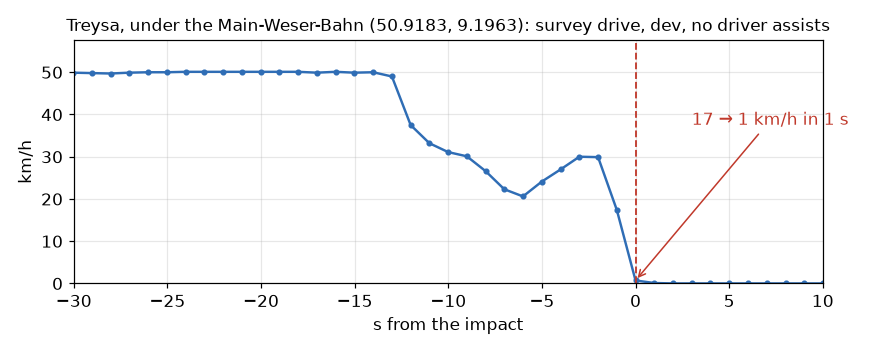 Treysa, under the Main-Weser-Bahn (50.9183, 9.1963): survey drive, dev, no driver assists
km/h
50
40
30
20
10
0
17 → 1 km/h in 1 s
−30 −25 −20 −15 −10 −5 0 5 10
s from the impact